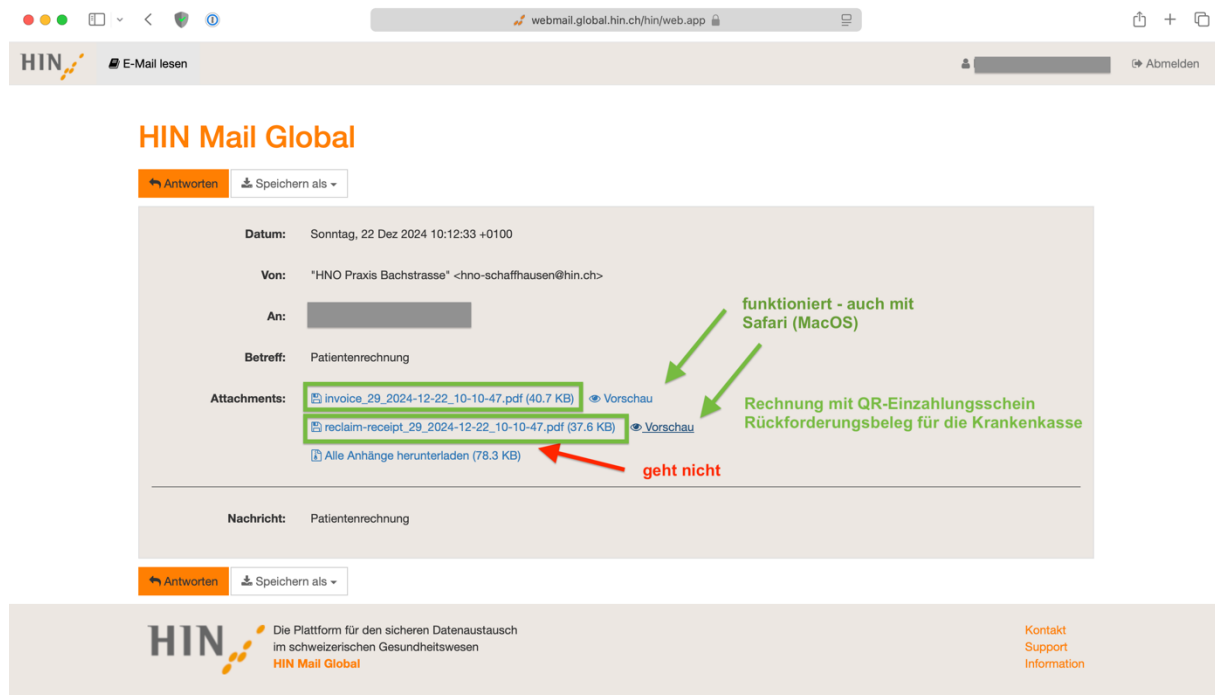 webmail.global.hin.ch/hin/web.app
HIN
E-Mail lesen
Abmelden
HIN Mail Global
Antworten
Speichern als
Datum: Sonntag, 22 Dez 2024 10:12:33 +0100
Von: "HNO Praxis Bachstrasse" <hno-schaffhausen@hin.ch>
An:
funktioniert - auch mit
Safari (MacOS)
Betreff: Patientenrechnung
Attachments: invoice_29_2024-12-22_10-10-47.pdf (40.7 KB) Vorschau
reclaim-receipt_29_2024-12-22_10-10-47.pdf (37.6 KB) Vorschau
Rechnung mit QR-Einzahlungsschein
Rückforderungsbeleg für die Krankenkasse
Alle Anhänge herunterladen (78.3 KB)
geht nicht
Nachricht: Patientenrechnung
Antworten
Speichern als
HIN
Die Plattform für den sicheren Datenaustausch
im schweizerischen Gesundheitswesen
HIN Mail Global
Kontakt
Support
Information